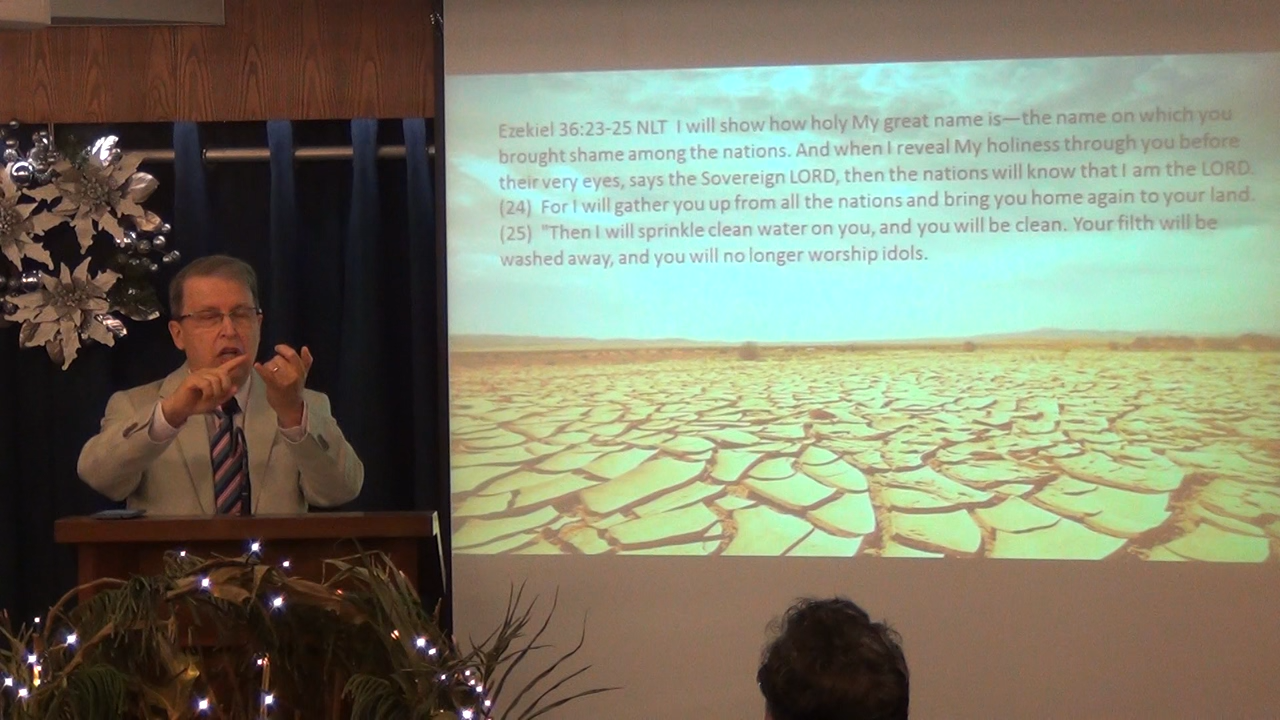 Ezekiel 36:23-25 NLT  I will show how holy My great name is—the name on which you
brought shame among the nations. And when I reveal My holiness through you before
their very eyes, says the Sovereign LORD, then the nations will know that I am the LORD.
(24)  For I will gather you up from all the nations and bring you home again to your land.
(25)  "Then I will sprinkle clean water on you, and you will be clean. Your filth will be
washed away, and you will no longer worship idols.